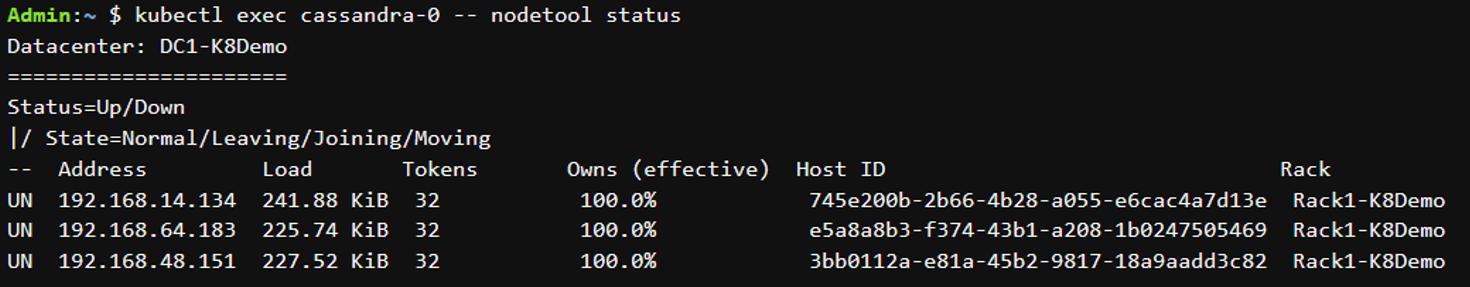 Admin:~ $ kubectl exec cassandra-0 -- nodetool status
Datacenter: DC1-K8Demo
======================
Status=Up/Down
|/ State=Normal/Leaving/Joining/Moving
--  Address         Load       Tokens       Owns (effective)  Host ID                               Rack
UN  192.168.14.134  241.88 KiB  32           100.0%            745e200b-2b66-4b28-a055-e6cac4a7d13e  Rack1-K8Demo
UN  192.168.64.183  225.74 KiB  32           100.0%            e5a8a8b3-f374-43b1-a208-1b0247505469  Rack1-K8Demo
UN  192.168.48.151  227.52 KiB  32           100.0%            3bb0112a-e81a-45b2-9817-18a9aadd3c82  Rack1-K8Demo